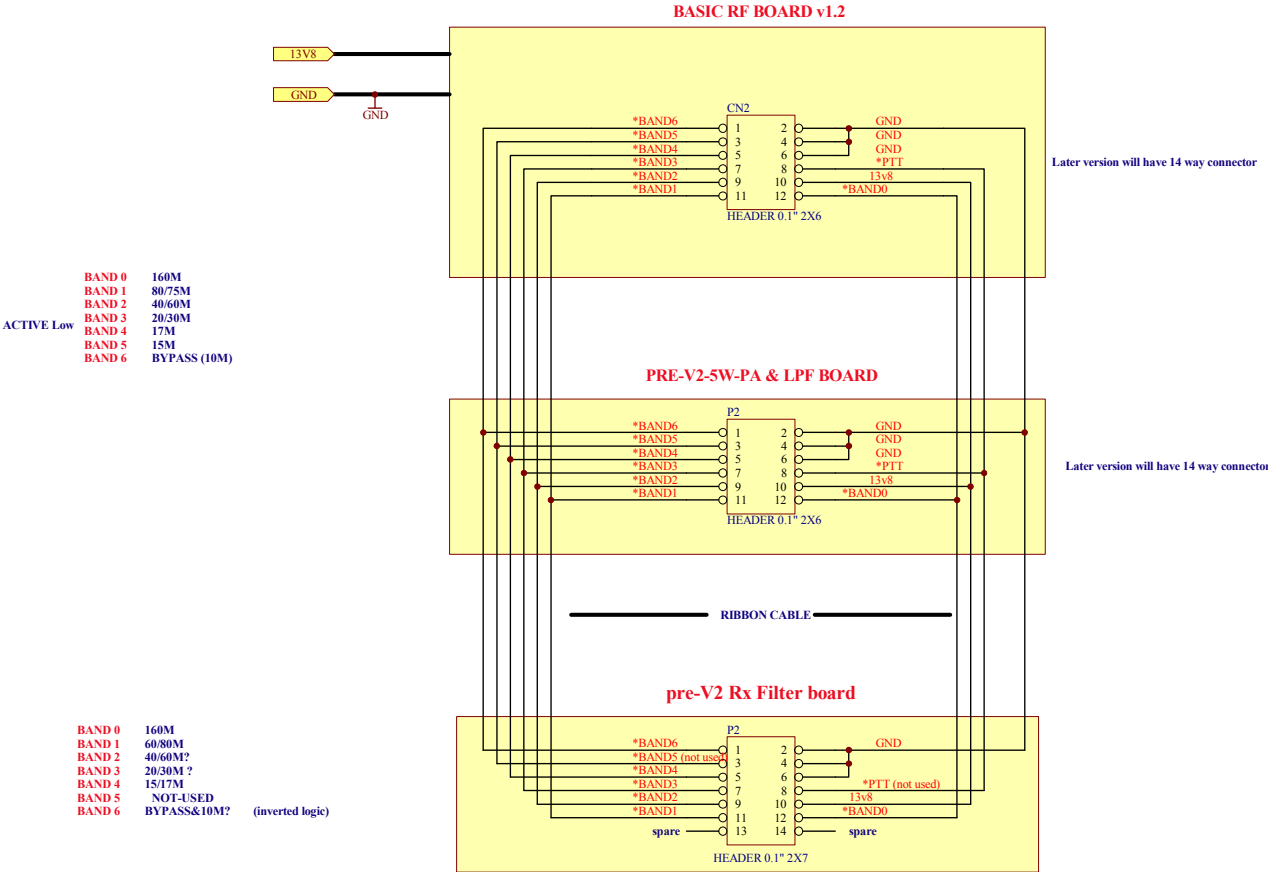 BASIC RF BOARD v1.2
13V8
GND
GND
CN2
*BAND6 1 2 GND
*BAND5 3 4 GND
*BAND4 5 6 GND
*BAND3 7 8 *PTT
*BAND2 9 10 13v8
*BAND1 11 12 *BAND0
HEADER 0.1" 2X6
Later version will have 14 way connector
ACTIVE Low
BAND 0 160M
BAND 1 80/75M
BAND 2 40/60M
BAND 3 20/30M
BAND 4 17M
BAND 5 15M
BAND 6 BYPASS (10M)
PRE-V2-5W-PA & LPF BOARD
P2
*BAND6 1 2 GND
*BAND5 3 4 GND
*BAND4 5 6 GND
*BAND3 7 8 *PTT
*BAND2 9 10 13v8
*BAND1 11 12 *BAND0
HEADER 0.1" 2X6
Later version will have 14 way connector
RIBBON CABLE
pre-V2 Rx Filter board
P2
*BAND6 1 2 GND
*BAND5 (not used) 3 4
*BAND4 5 6
*BAND3 7 8 *PTT (not used)
*BAND2 9 10 13v8
*BAND1 11 12 *BAND0
spare 13 14 spare
HEADER 0.1" 2X7
BAND 0 160M
BAND 1 60/80M
BAND 2 40/60M?
BAND 3 20/30M ?
BAND 4 15/17M
BAND 5 NOT-USED
BAND 6 BYPASS&10M? (inverted logic)